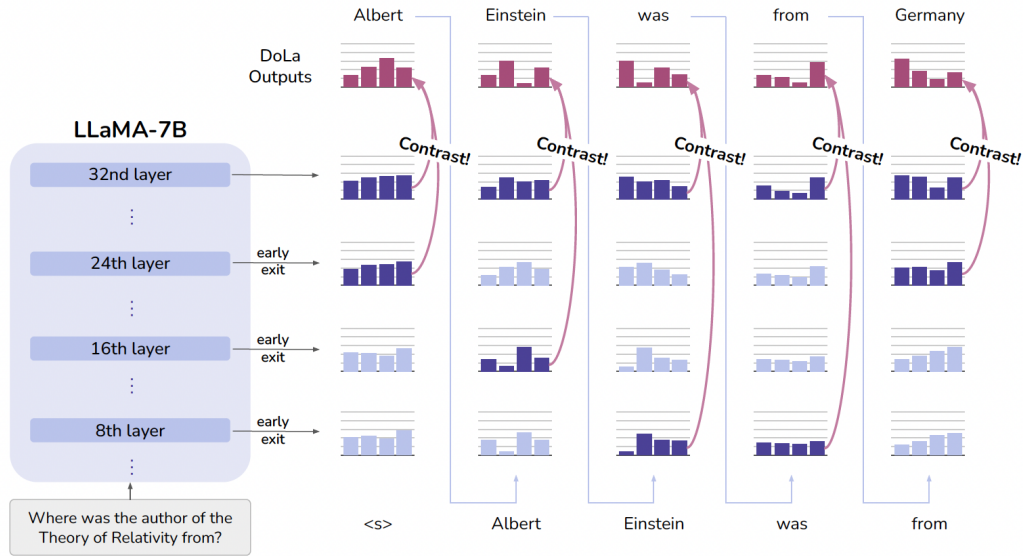 Albert Einstein was from Germany
DoLa
Outputs
LLaMA-7B
Contrast! Contrast! Contrast! Contrast! Contrast!
32nd layer
24th layer
early
exit
16th layer
early
exit
8th layer
early
exit
Where was the author of the
Theory of Relativity from?
<s> Albert Einstein was from